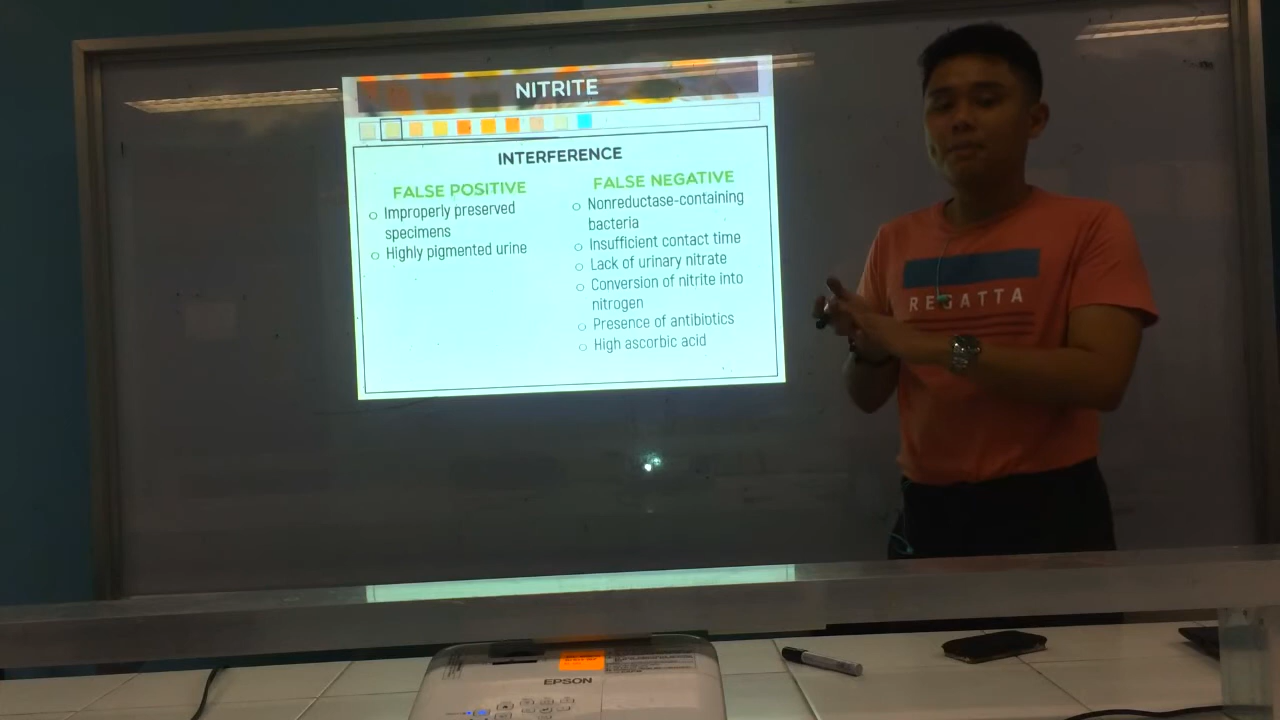 NITRITE
INTERFERENCE
FALSE POSITIVE
○ Improperly preserved
specimens
○ Highly pigmented urine
FALSE NEGATIVE
○ Nonreductase-containing
bacteria
○ Insufficient contact time
○ Lack of urinary nitrate
○ Conversion of nitrite into
nitrogen
○ Presence of antibiotics
○ High ascorbic acid
REGATTA
EPSON